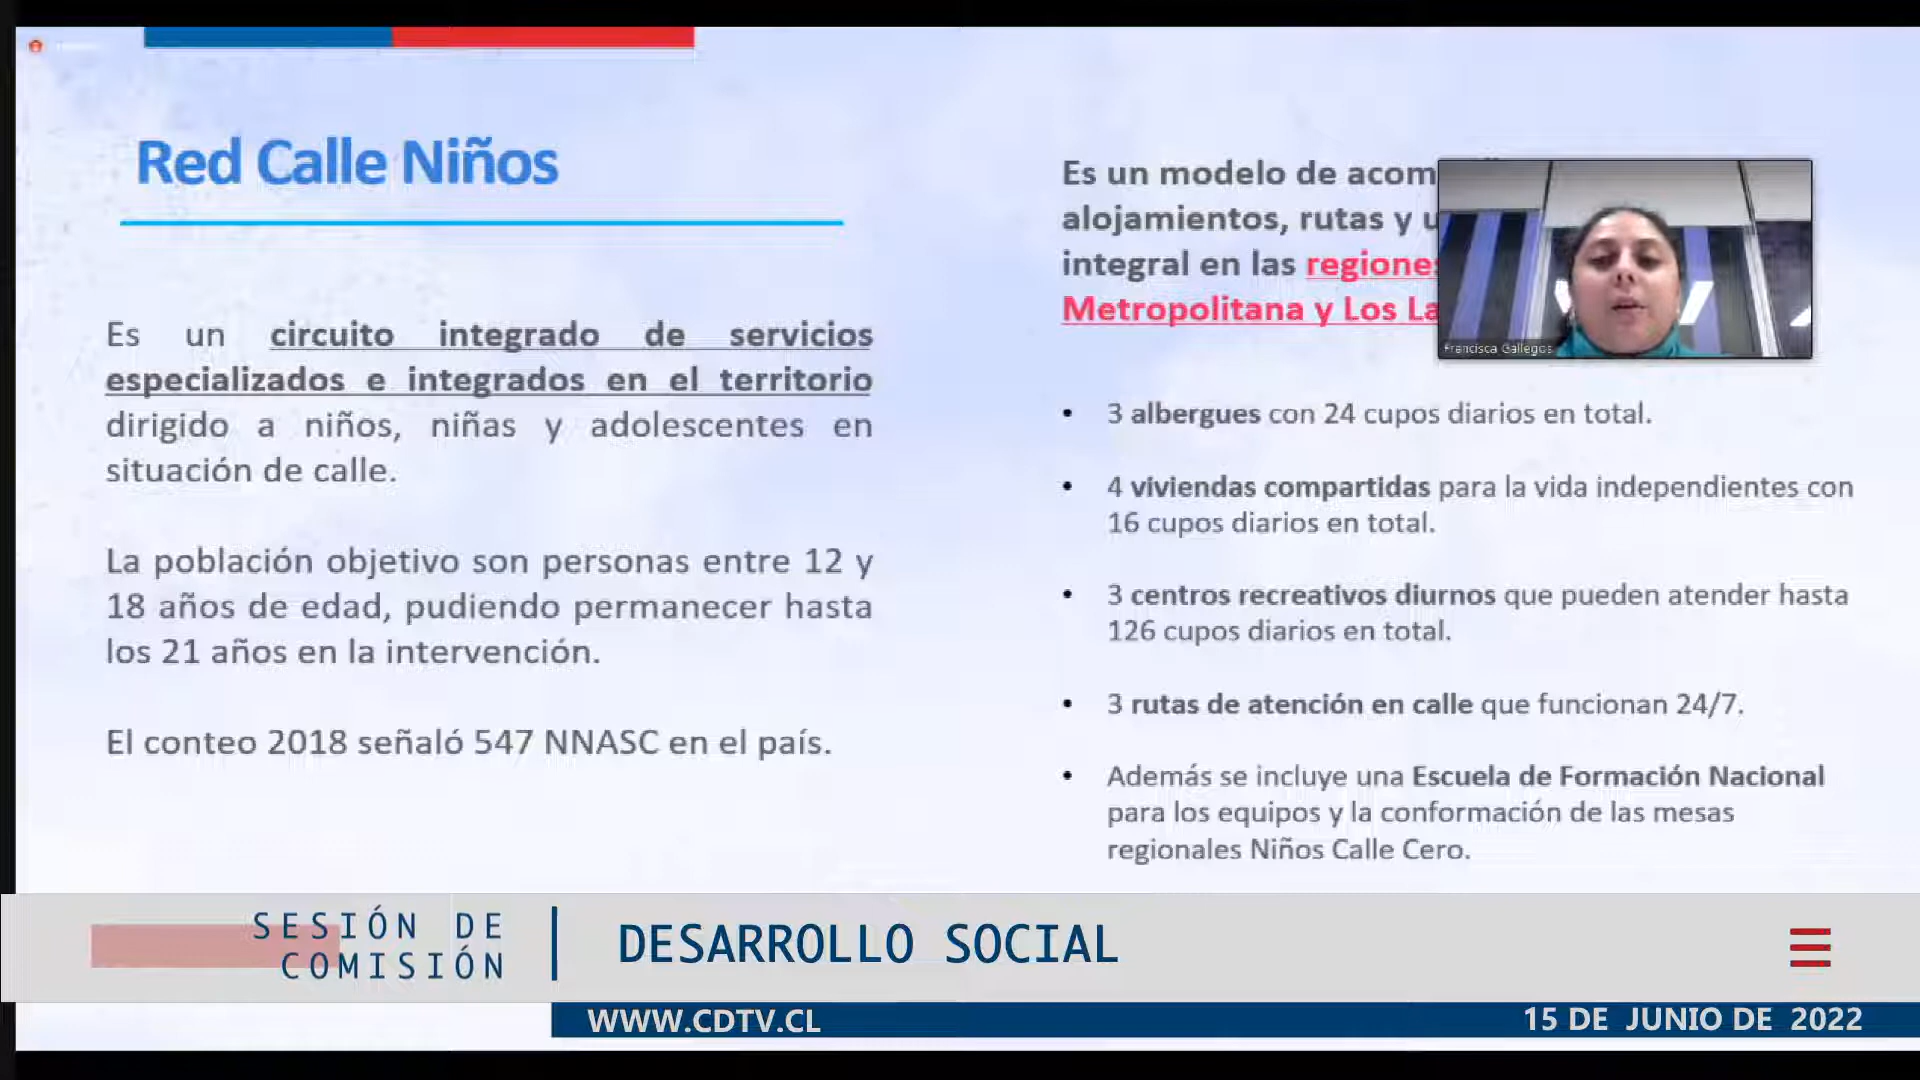 Red Calle Niños
Es un circuito integrado de servicios
especializados e integrados en el territorio
dirigido a niños, niñas y adolescentes en
situación de calle.
La población objetivo son personas entre 12 y
18 años de edad, pudiendo permanecer hasta
los 21 años en la intervención.
El conteo 2018 señaló 547 NNASC en el país.
Es un modelo de
alojamientos, rutas y
integral en las
Metropolitana y Los
Francisca Gallegos
• 3 albergues con 24 cupos diarios en total.
• 4 viviendas compartidas para la vida independientes con
16 cupos diarios en total.
• 3 centros recreativos diurnos que pueden atender hasta
126 cupos diarios en total.
• 3 rutas de atención en calle que funcionan 24/7.
• Además se incluye una Escuela de Formación Nacional
para los equipos y la conformación de las mesas
regionales Niños Calle Cero.
SESIÓN DE
COMISIÓN
DESARROLLO SOCIAL
WWW.CDTV.CL
15 DE JUNIO DE 2022